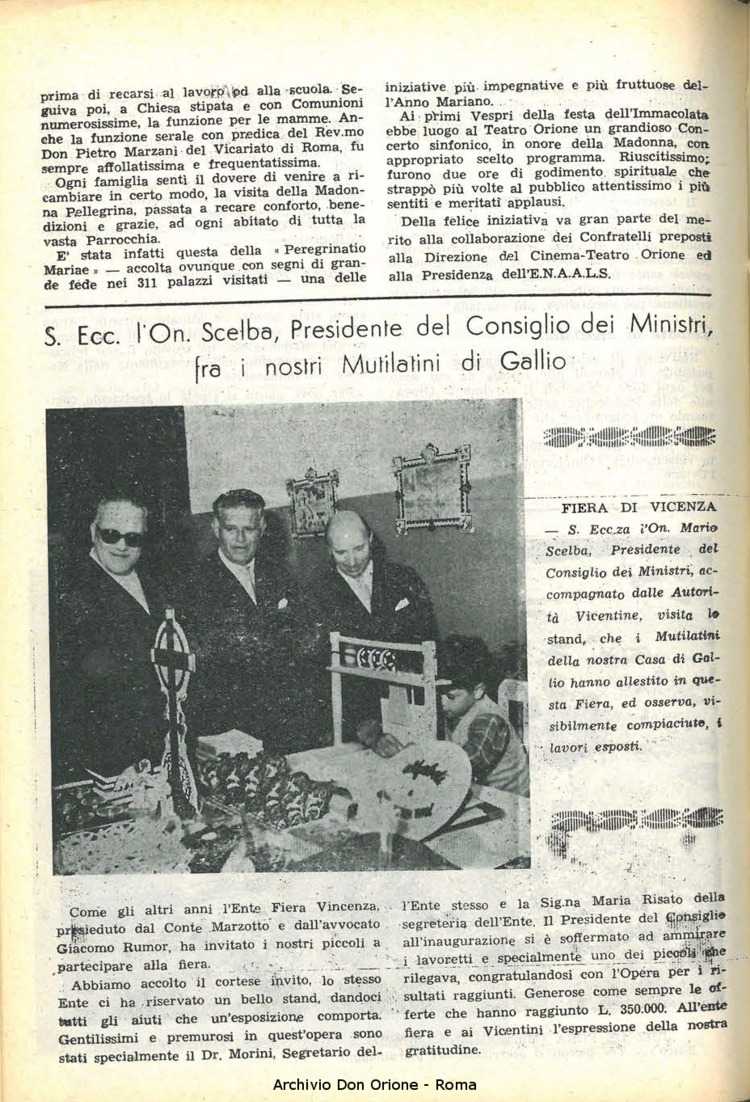 prima di recarsi al lavoro od alla scuola. Se-
guiva poi, a Chiesa stipata e con Comunioni
numerosissime, la funzione per le mamme. An-
che la funzione serale con predica del Rev.mo
Don Pietro Marzani del Vicariato di Roma, fu
sempre affollatissima e frequentatissima.
Ogni famiglia sentì il dovere di venire a ri-
cambiare in certo modo, la visita della Madon-
na Pellegrina, passata a recare conforto, bene-
dizioni e grazie, ad ogni abitato di tutta la
vasta Parrocchia.
E' stata infatti questa della « Peregrinatio
Mariae » — accolta ovunque con segni di gran-
de fede nei 311 palazzi visitati — una delle
iniziative più impegnative e più fruttuose del-
l'Anno Mariano.
Ai primi Vespri della festa dell'Immacolata
ebbe luogo al Teatro Orione un grandioso Con-
certo sinfonico, in onore della Madonna, con
appropriato scelto programma. Riuscitissimo;
furono due ore di godimento spirituale che
strappò più volte al pubblico attentissimo i più
sentiti e meritati applausi.
Della felice iniziativa va gran parte del me-
rito alla collaborazione dei Confratelli preposti
alla Direzione del Cinema-Teatro Orione ed
alla Presidenza dell'E.N.A.A.L.S.
S. Ecc. l'On. Scelba, Presidente del Consiglio dei Ministri,
fra i nostri Mutilatini di Gallio
FIERA DI VICENZA
— S. Ecc.za l'On. Mario
Scelba, Presidente del
Consiglio dei Ministri, ac-
compagnato dalle Autori-
tà Vicentine, visita lo
stand, che i Mutilatini
della nostra Casa di Gal-
lio hanno allestito in que-
sta Fiera, ed osserva, vi-
sibilmente compiaciuto, i
lavori esposti.
Come gli altri anni l'Ente Fiera Vincenza,
presieduto dal Conte Marzotto e dall'avvocato
Giacomo Rumor, ha invitato i nostri piccoli a
partecipare alla fiera.
Abbiamo accolto il cortese invito, lo stesso
Ente ci ha riservato un bello stand, dandoci
tutti gli aiuti che un'esposizione comporta.
Gentilissimi e premurosi in quest'opera sono
stati specialmente il Dr. Morini, Segretario del-
l'Ente stesso e la Sig.na Maria Risato della
segreteria dell'Ente. Il Presidente del Consiglio
all'inaugurazione si è soffermato ad ammirare
i lavoretti e specialmente uno dei piccoli che
rilegava, congratulandosi con l'Opera per i ri-
sultati raggiunti. Generose come sempre le of-
ferte che hanno raggiunto L. 350.000. All'ente
fiera e ai Vicentini l'espressione della nostra
gratitudine.
Archivio Don Orione - Roma